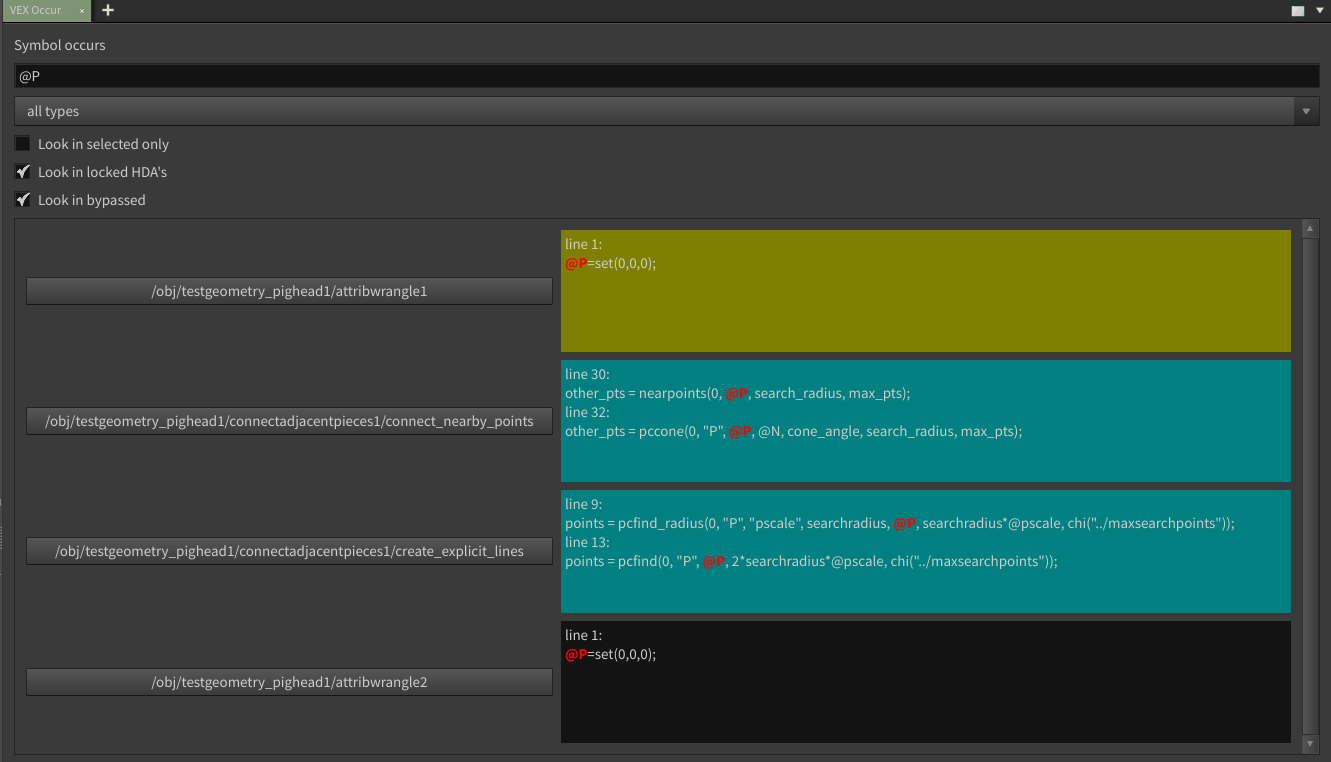 VEX Occur × +
Symbol occurs
@P
all types
Look in selected only
Look in locked HDA's
Look in bypassed
/obj/testgeometry_pighead1/attribwrangle1
line 1:
@P=set(0,0,0);
/obj/testgeometry_pighead1/connectadjacentpieces1/connect_nearby_points
line 30:
other_pts = nearpoints(0, @P, search_radius, max_pts);
line 32:
other_pts = pccone(0, "P", @P, @N, cone_angle, search_radius, max_pts);
/obj/testgeometry_pighead1/connectadjacentpieces1/create_explicit_lines
line 9:
points = pcfind_radius(0, "P", "pscale", searchradius, @P, searchradius*@pscale, chi("../maxsearchpoints"));
line 13:
points = pcfind(0, "P", @P, 2*searchradius*@pscale, chi("../maxsearchpoints"));
/obj/testgeometry_pighead1/attribwrangle2
line 1:
@P=set(0,0,0);